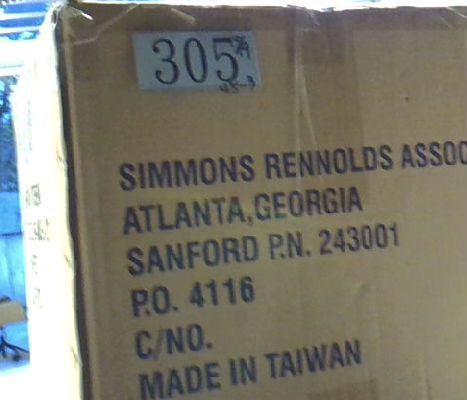 305
SIMMONS RENNOLDS ASSOC
ATLANTA,GEORGIA
SANFORD P.N. 243001
P.O. 4116
C/NO.
MADE IN TAIWAN